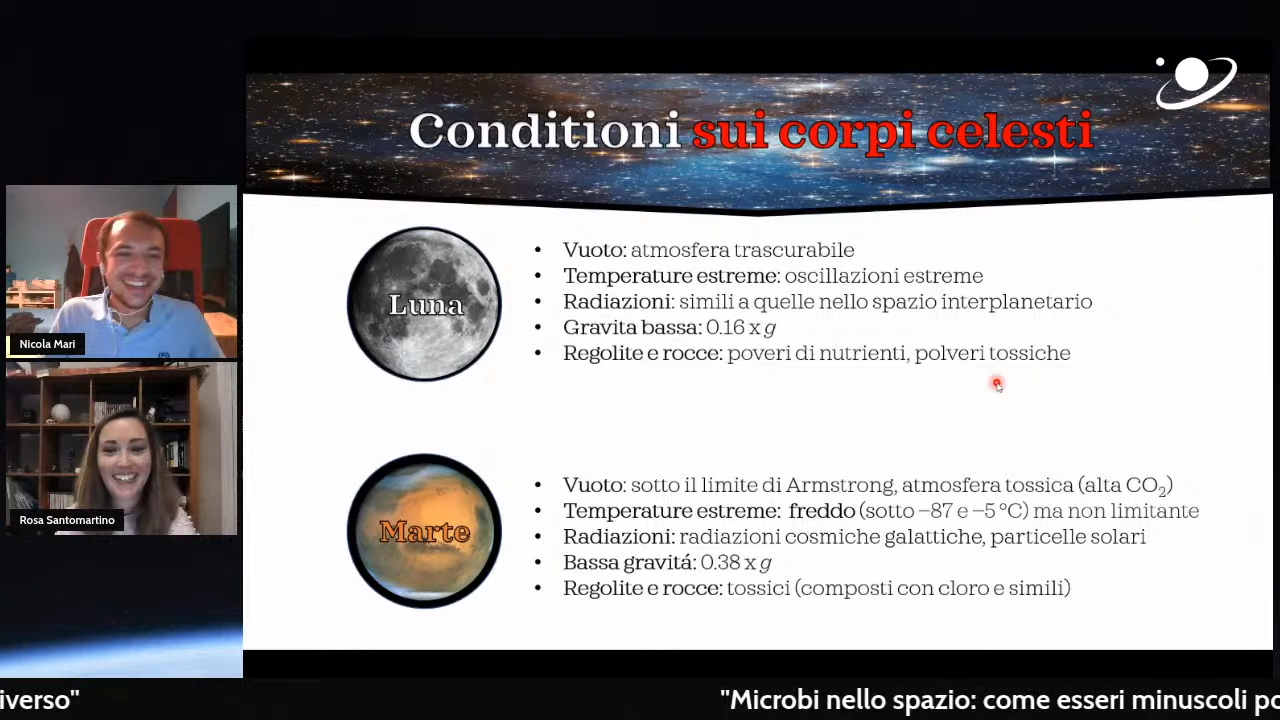 Conditioni sui corpi celesti
Luna
• Vuoto: atmosfera trascurabile
• Temperature estreme: oscillazioni estreme
• Radiazioni: simili a quelle nello spazio interplanetario
• Gravita bassa: 0.16 x g
• Regolite e rocce: poveri di nutrienti, polveri tossiche
Marte
• Vuoto: sotto il limite di Armstrong, atmosfera tossica (alta CO₂)
• Temperature estreme: freddo (sotto –87 e –5 °C) ma non limitante
• Radiazioni: radiazioni cosmiche galattiche, particelle solari
• Bassa gravitá: 0.38 x g
• Regolite e rocce: tossici (composti con cloro e simili)
Nicola Mari
Rosa Santomartino
iverso" "Microbi nello spazio: come esseri minuscoli po